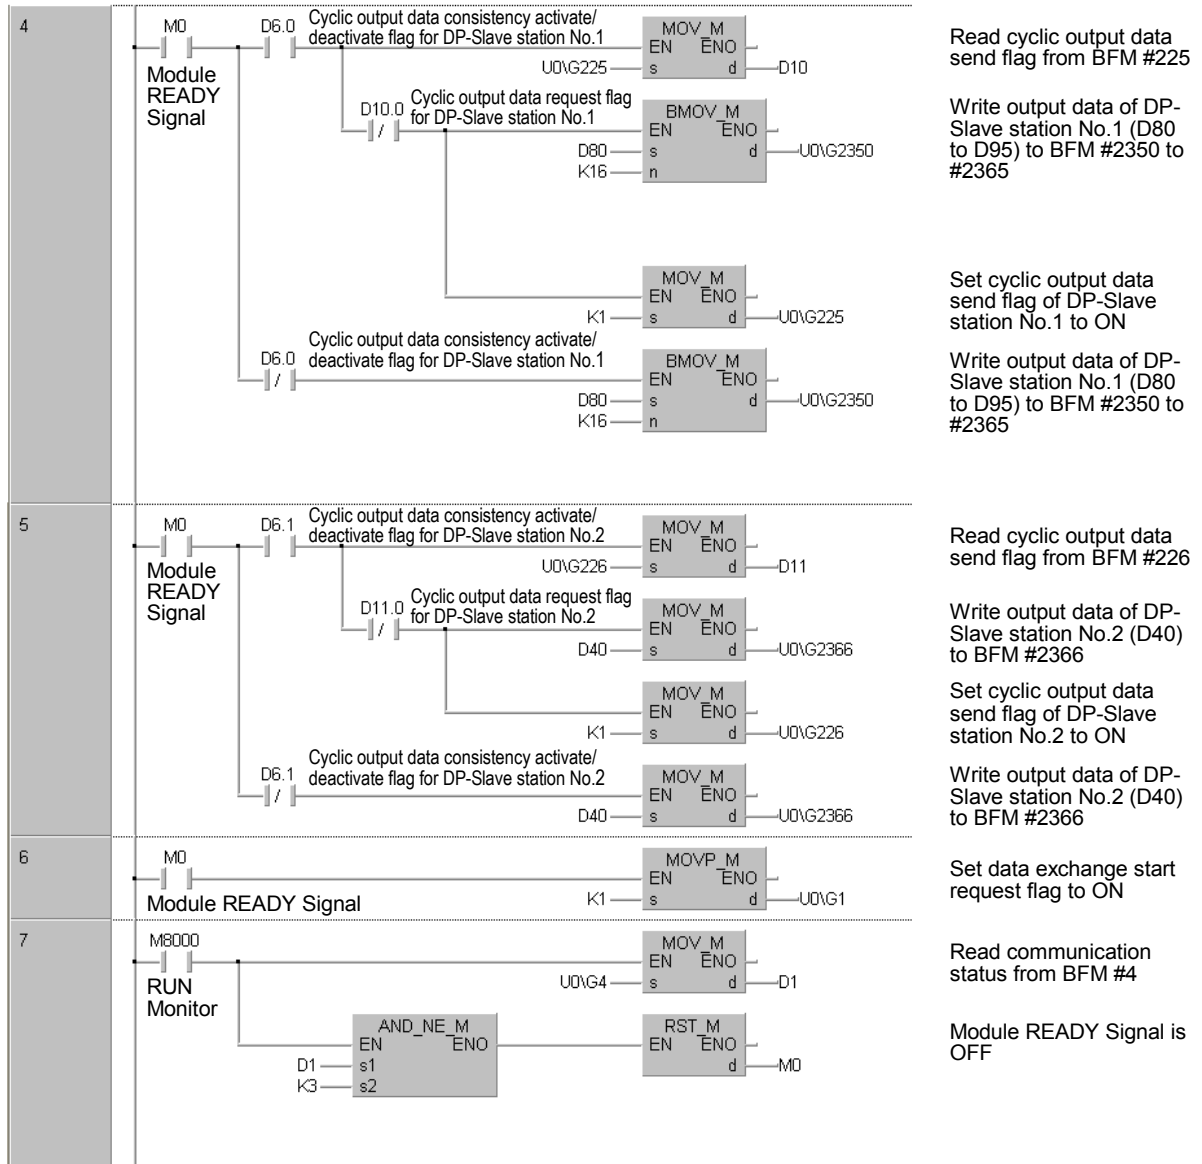 4
M0
D6.0
Cyclic output data consistency activate/
deactivate flag for DP-Slave station No.1
MOV_M
EN ENO
U0\G225 s d D10
Module
READY
Signal
Read cyclic output data
send flag from BFM #225
D10.0
Cyclic output data request flag
for DP-Slave station No.1
BMOV_M
EN ENO
D80 s d U0\G2350
K16 n
Write output data of DP-
Slave station No.1 (D80
to D95) to BFM #2350 to
#2365
MOV_M
EN ENO
K1 s d U0\G225
Set cyclic output data
send flag of DP-Slave
station No.1 to ON
D6.0
Cyclic output data consistency activate/
deactivate flag for DP-Slave station No.1
BMOV_M
EN ENO
D80 s d U0\G2350
K16 n
Write output data of DP-
Slave station No.1 (D80
to D95) to BFM #2350 to
#2365
5
M0
D6.1
Cyclic output data consistency activate/
deactivate flag for DP-Slave station No.2
MOV_M
EN ENO
U0\G226 s d D11
Module
READY
Signal
Read cyclic output data
send flag from BFM #226
D11.0
Cyclic output data request flag
for DP-Slave station No.2
MOV_M
EN ENO
D40 s d U0\G2366
Write output data of DP-
Slave station No.2 (D40)
to BFM #2366
MOV_M
EN ENO
K1 s d U0\G226
Set cyclic output data
send flag of DP-Slave
station No.2 to ON
D6.1
Cyclic output data consistency activate/
deactivate flag for DP-Slave station No.2
MOV_M
EN ENO
D40 s d U0\G2366
Write output data of DP-
Slave station No.2 (D40)
to BFM #2366
6
M0
Module READY Signal
MOVP_M
EN ENO
K1 s d U0\G1
Set data exchange start
request flag to ON
7
M8000
RUN
Monitor
MOV_M
EN ENO
U0\G4 s d D1
Read communication
status from BFM #4
AND_NE_M
EN ENO
D1 s1
K3 s2
RST_M
EN ENO
d M0
Module READY Signal is
OFF